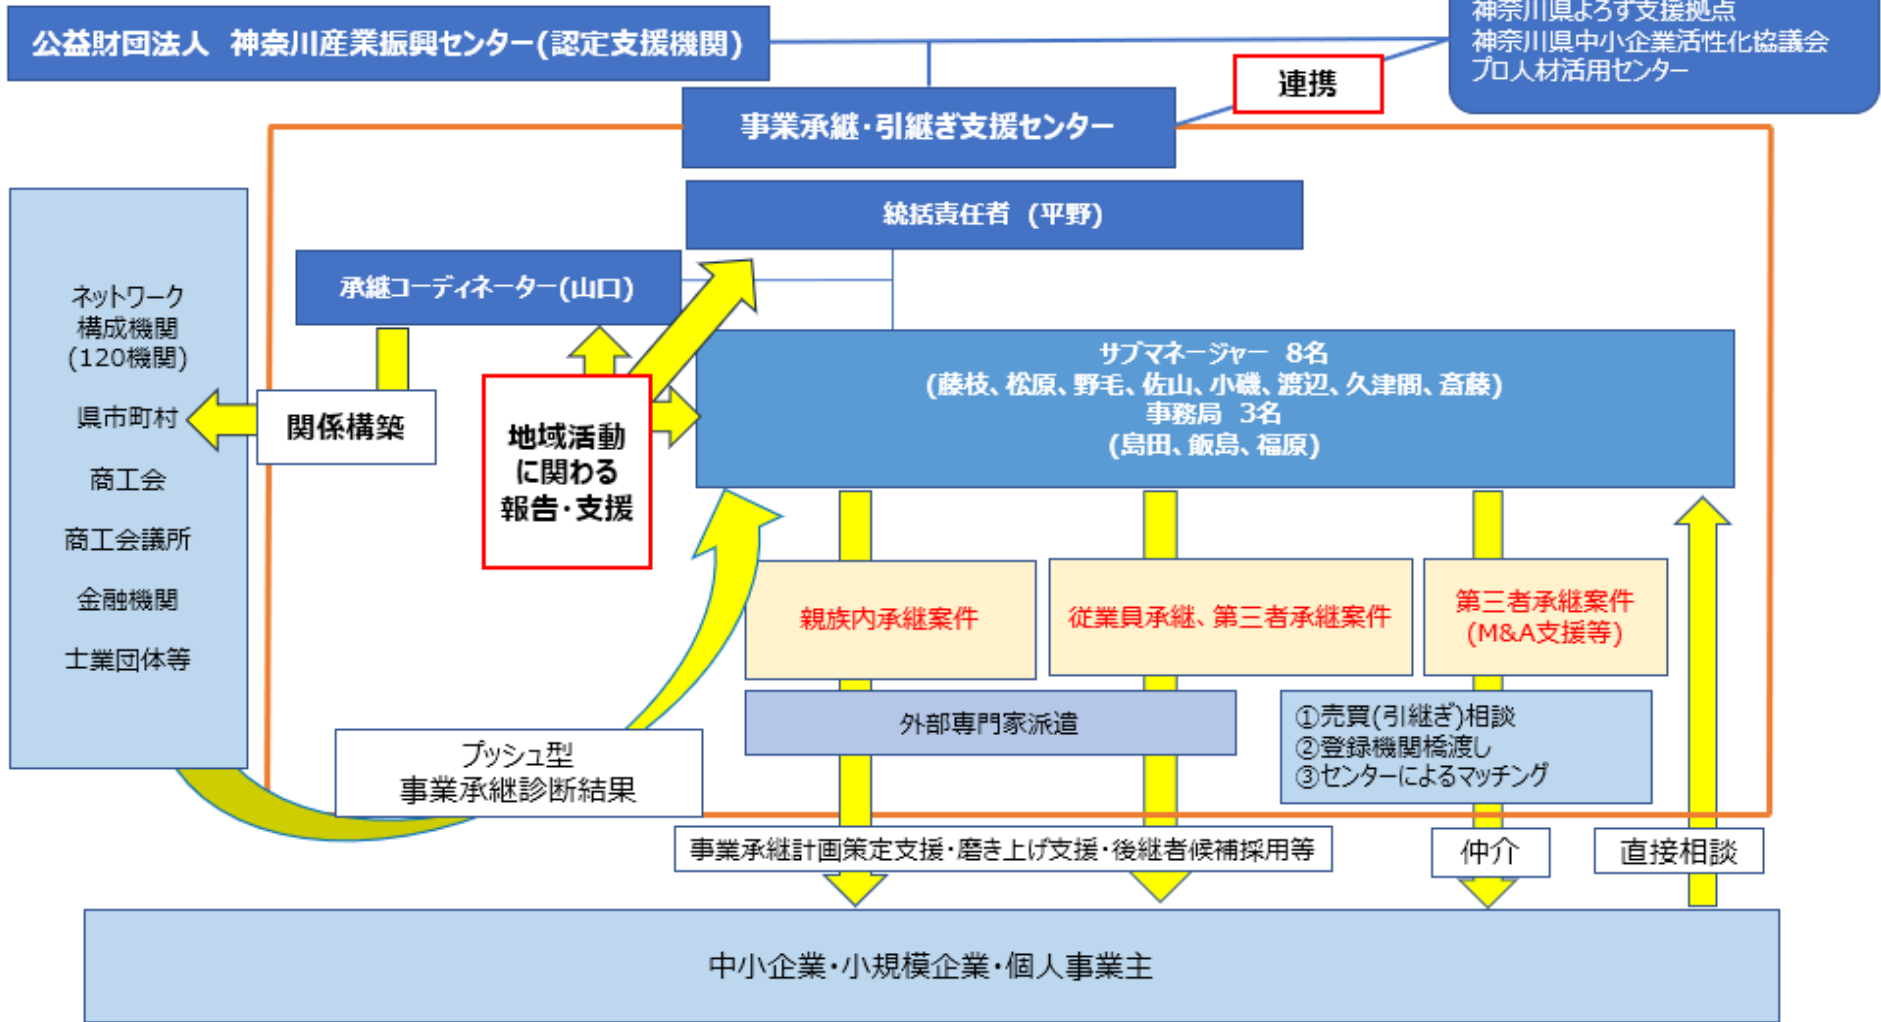 公益財団法人 神奈川産業振興センター(認定支援機関)
神奈川県よろず支援拠点
神奈川県中小企業活性化協議会
プロ人材活用センター
連携
事業承継・引継ぎ支援センター
統括責任者 (平野)
承継コーディネーター(山口)
サブマネージャー 8名
(藤枝、松原、野毛、佐山、小磯、渡辺、久津間、斎藤)
事務局 3名
(島田、飯島、福原)
ネットワーク
構成機関
(120機関)
県市町村
商工会
商工会議所
金融機関
士業団体等
関係構築
地域活動
に関わる
報告・支援
親族内承継案件
従業員承継、第三者承継案件
第三者承継案件
(M&A支援等)
外部専門家派遣
①売買(引継ぎ)相談
②登録機関橋渡し
③センターによるマッチング
プッシュ型
事業承継診断結果
事業承継計画策定支援・磨き上げ支援・後継者候補採用等
仲介
直接相談
中小企業・小規模企業・個人事業主